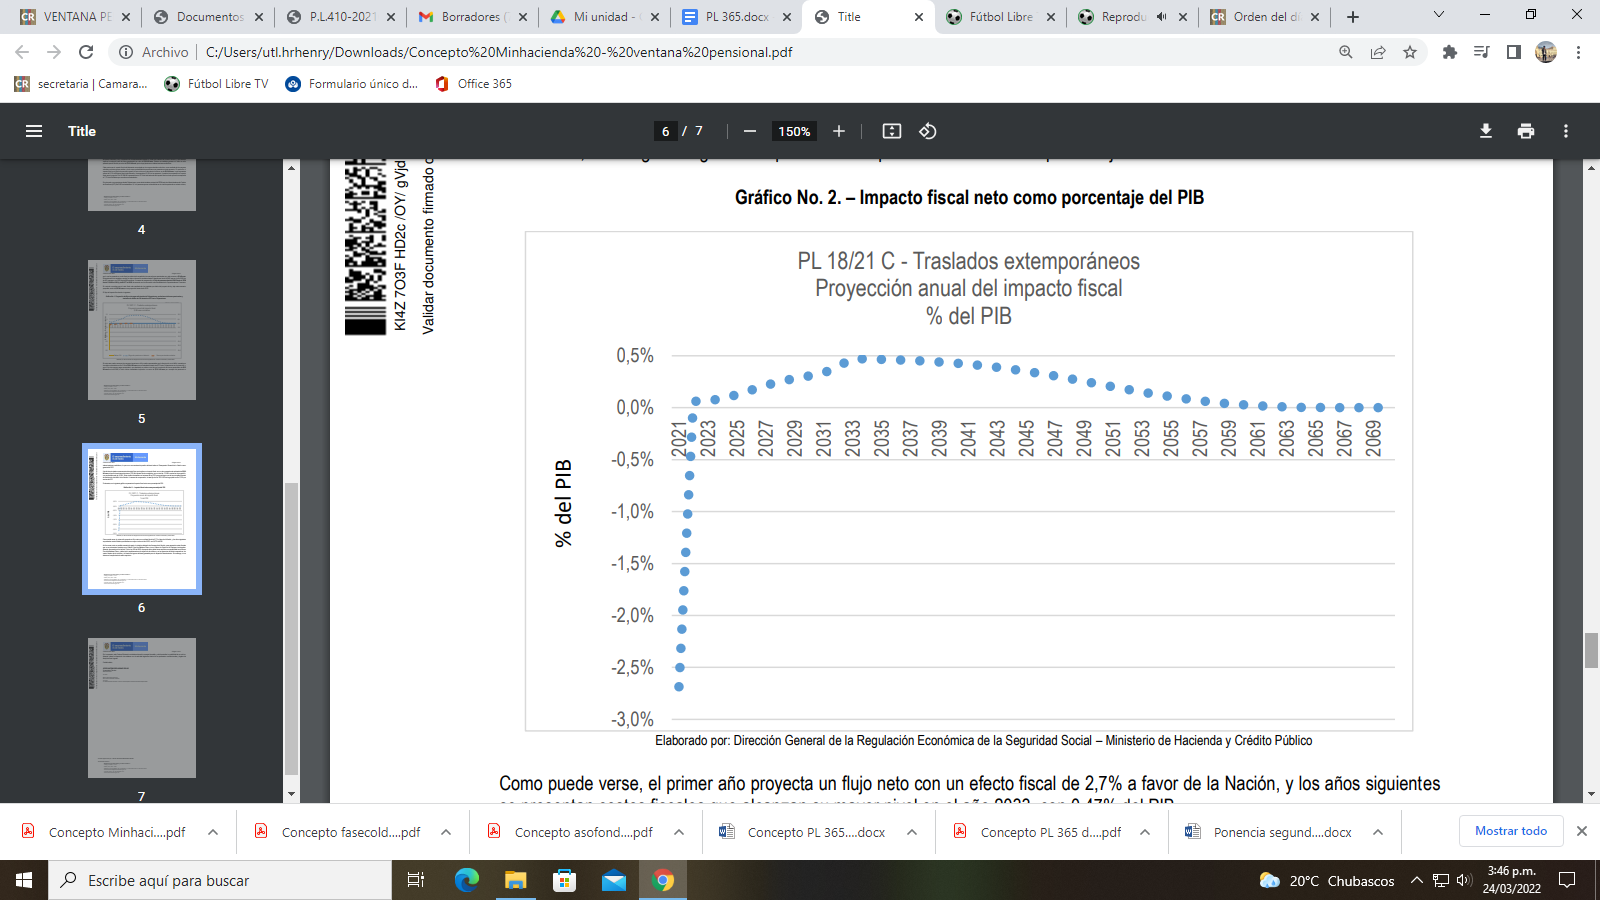 VENTANA PE
Documentos
P.L.410-2021
Borradores (
Mi unidad -
PL 365.docx
Title
Fútbol Libre
Reprodu
Orden del d
Archivo
C:/Users/utl.hrhenry/Downloads/Concepto%20Minhacienda%20-%20ventana%20pensional.pdf
secretaria | Camara...
Fútbol Libre TV
Formulario único d...
Office 365
Title
6 / 7
150%
4
5
6
7
KI4Z 7O3F HD2c /OY/ gVjd
Validar documento firmado
Gráfico No. 2. – Impacto fiscal neto como porcentaje del PIB
PL 18/21 C - Traslados extemporáneos
Proyección anual del impacto fiscal
% del PIB
0,5%
0,0%
-0,5%
-1,0%
-1,5%
-2,0%
-2,5%
-3,0%
% del PIB
2021
2023
2025
2027
2029
2031
2033
2035
2037
2039
2041
2043
2045
2047
2049
2051
2053
2055
2057
2059
2061
2063
2065
2067
2069
Elaborado por: Dirección General de la Regulación Económica de la Seguridad Social – Ministerio de Hacienda y Crédito Público
Como puede verse, el primer año proyecta un flujo neto con un efecto fiscal de 2,7% a favor de la Nación, y los años siguientes
Concepto Minhaci....pdf
Concepto fasecold....pdf
Concepto asofond....pdf
Concepto PL 365....docx
Concepto PL 365 d....pdf
Ponencia segund....docx
Mostrar todo
Escribe aquí para buscar
20°C Chubascos
3:46 p.m.
24/03/2022